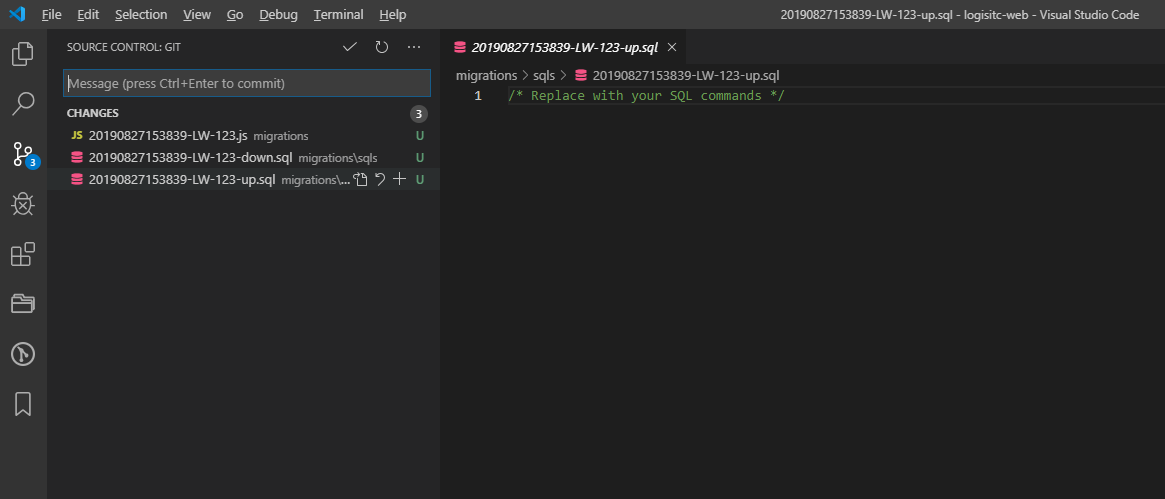 File Edit Selection View Go Debug Terminal Help 20190827153839-LW-123-up.sql - logisitc-web - Visual Studio Code
SOURCE CONTROL: GIT
20190827153839-LW-123-up.sql
Message (press Ctrl+Enter to commit)
migrations > sqls > 20190827153839-LW-123-up.sql
1 /* Replace with your SQL commands */
CHANGES 3
JS 20190827153839-LW-123.js migrations U
3
20190827153839-LW-123-down.sql migrations\sqls U
20190827153839-LW-123-up.sql migrations\... U